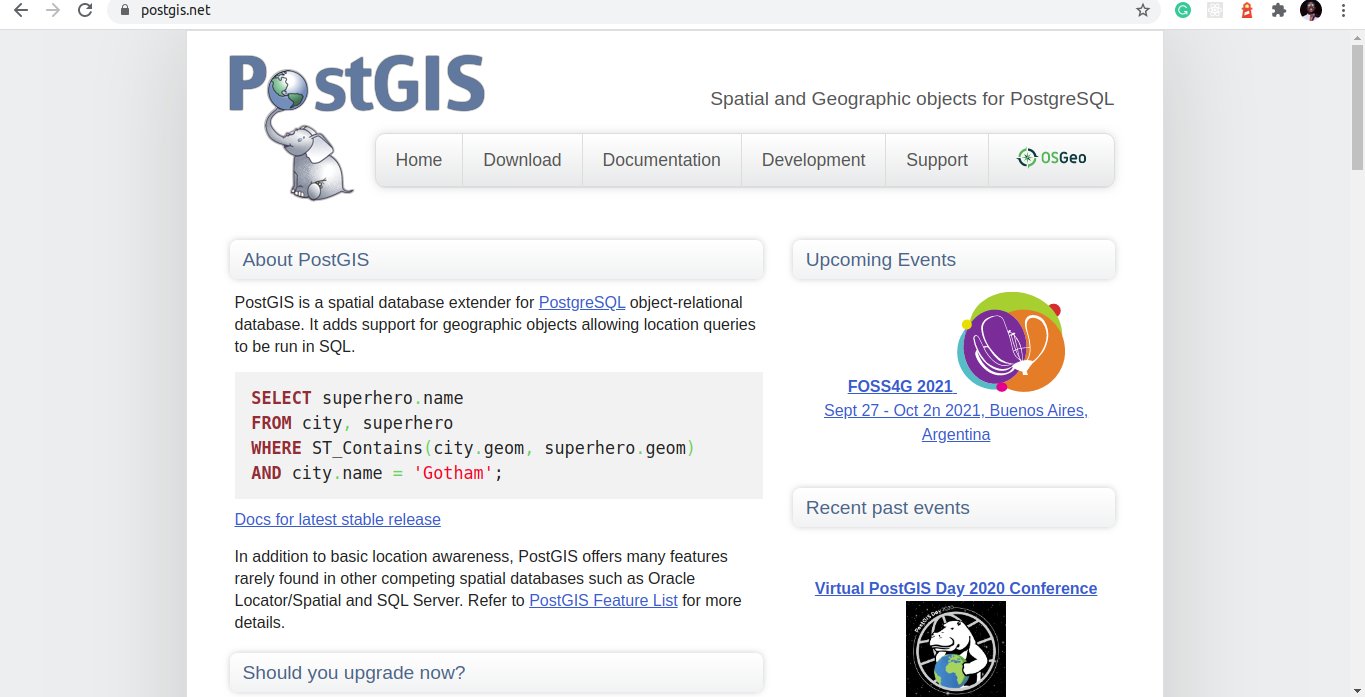 postgis.net
PostGIS
Spatial and Geographic objects for PostgreSQL
Home Download Documentation Development Support OSGeo
About PostGIS
PostGIS is a spatial database extender for PostgreSQL object-relational
database. It adds support for geographic objects allowing location queries
to be run in SQL.
SELECT superhero.name
FROM city, superhero
WHERE ST_Contains(city.geom, superhero.geom)
AND city.name = 'Gotham';
Docs for latest stable release
In addition to basic location awareness, PostGIS offers many features
rarely found in other competing spatial databases such as Oracle
Locator/Spatial and SQL Server. Refer to PostGIS Feature List for more
details.
Should you upgrade now?
Upcoming Events
FOSS4G 2021
Sept 27 - Oct 2n 2021, Buenos Aires,
Argentina
Recent past events
Virtual PostGIS Day 2020 Conference
PostGIS Day 2020